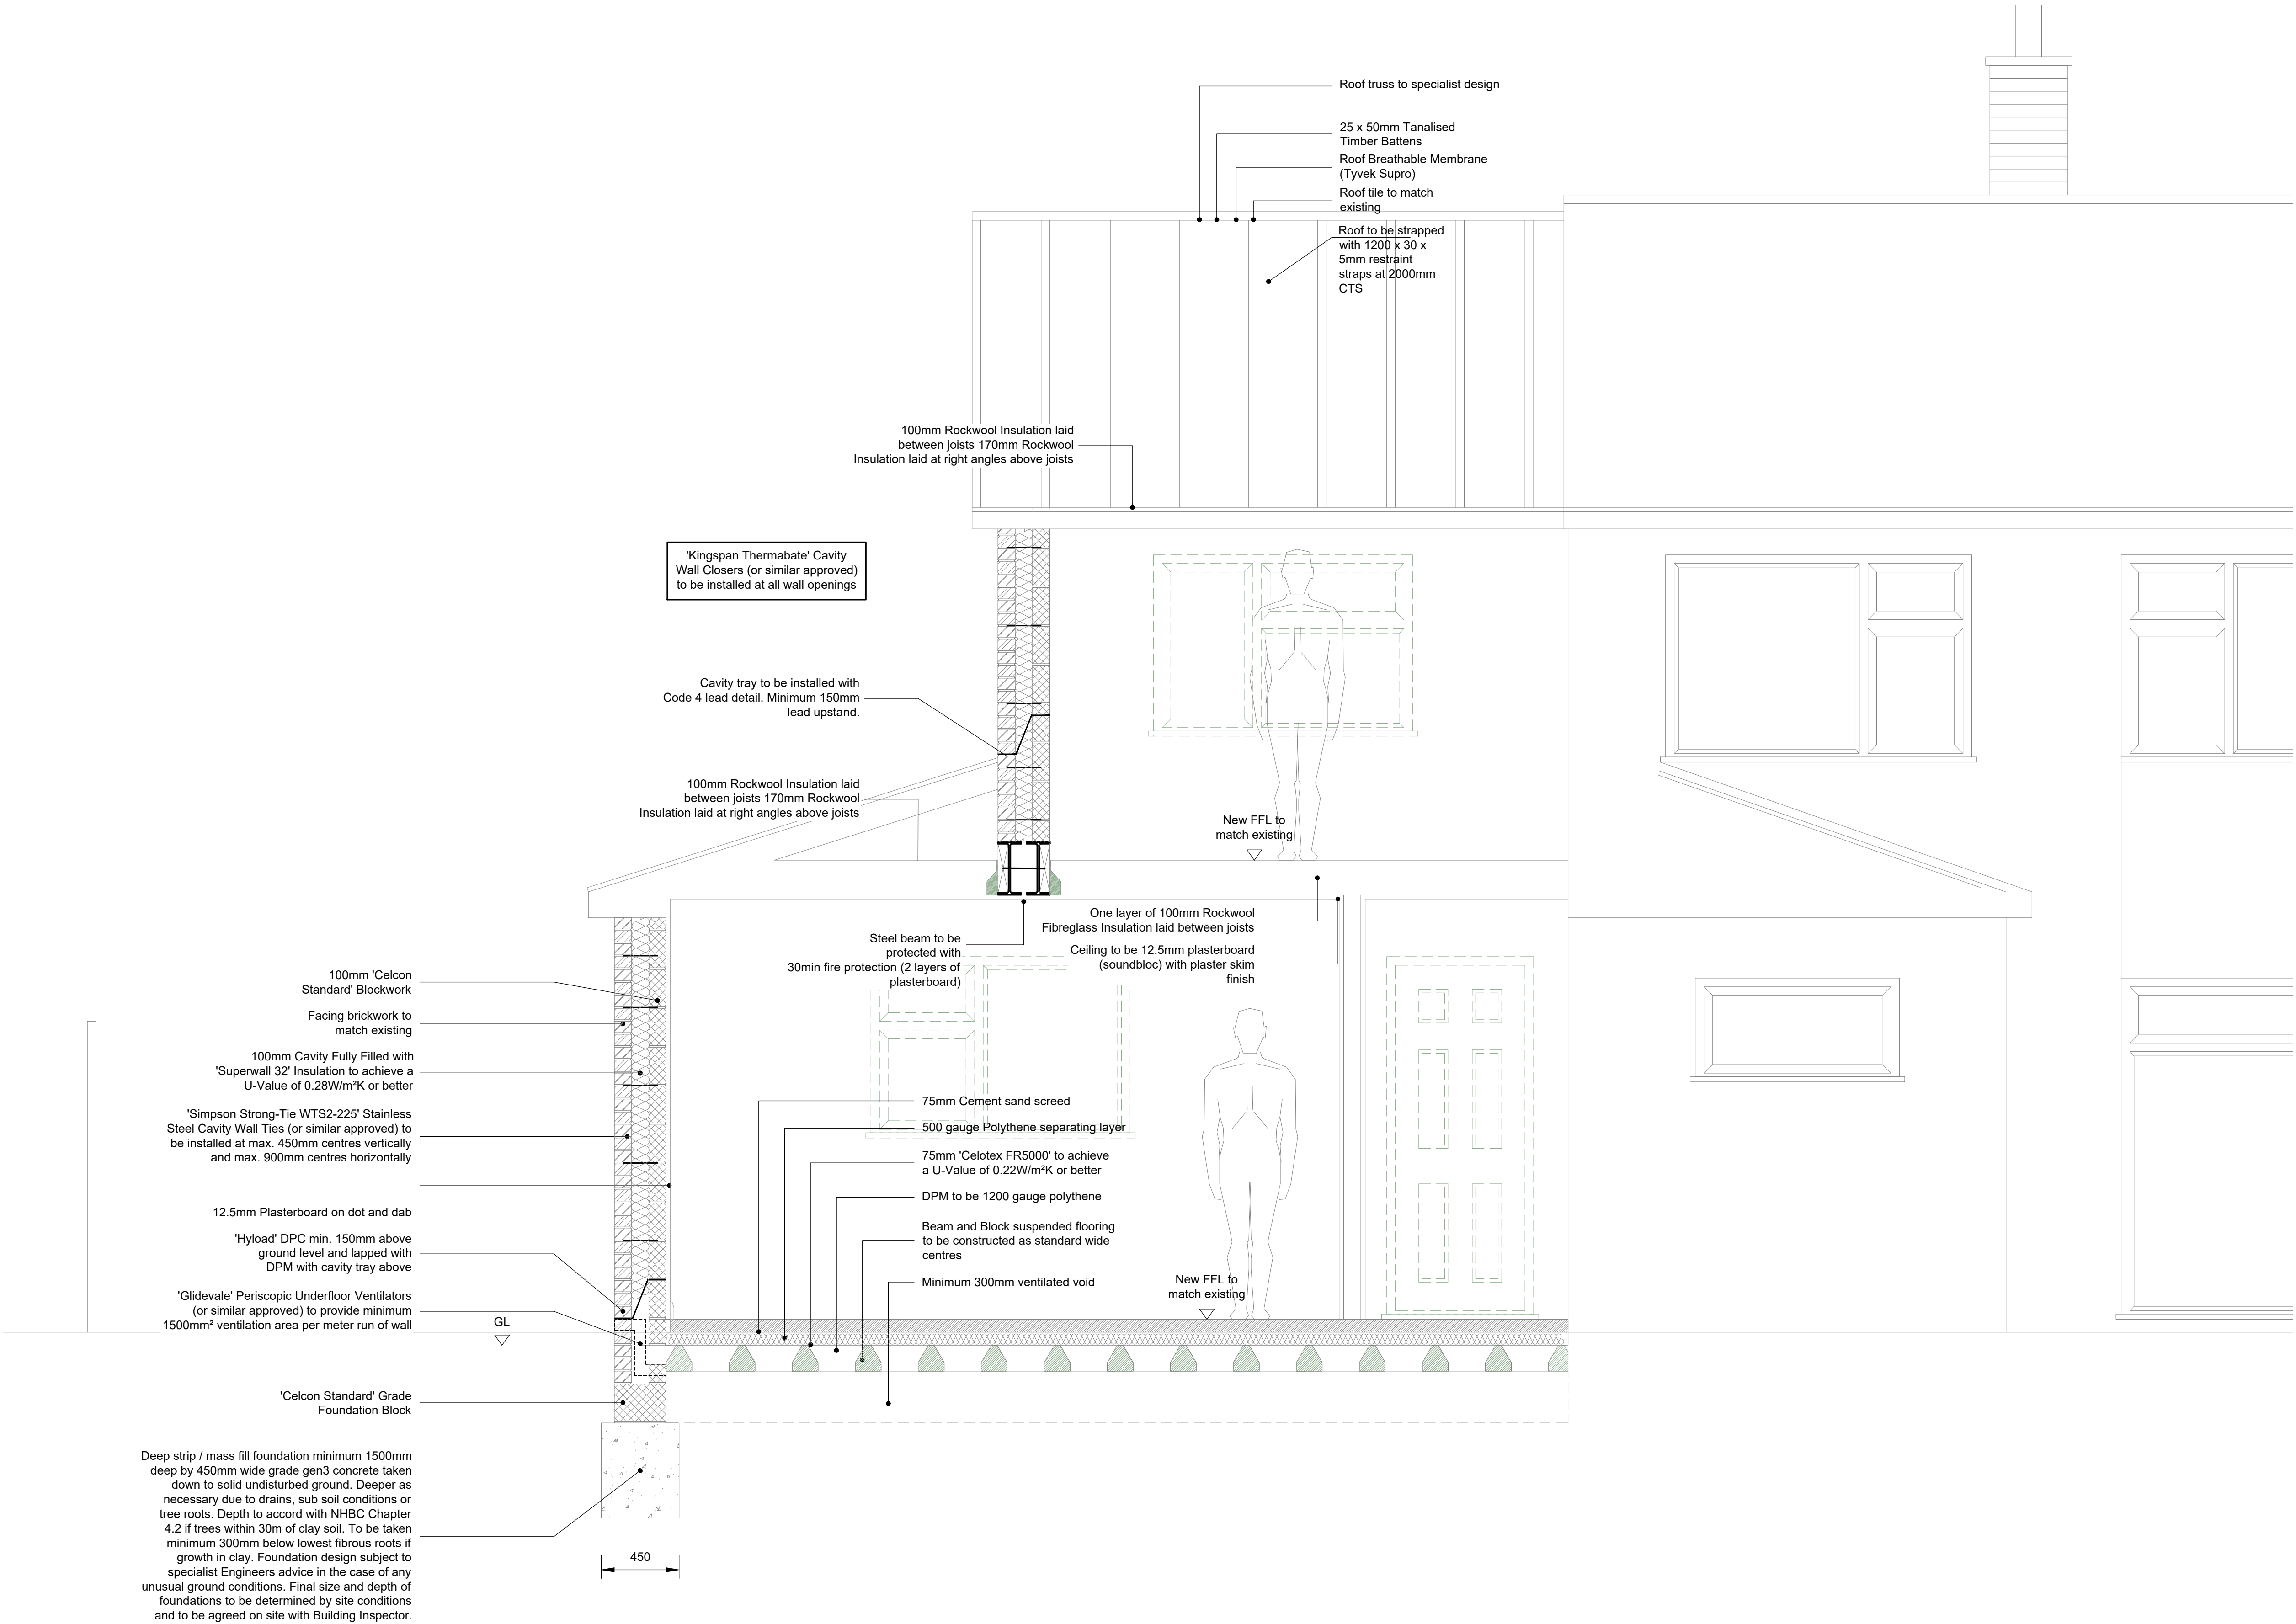 Roof truss to specialist design
25 x 50mm Tanalised
Timber Battens
Roof Breathable Membrane
(Tyvek Supro)
Roof tile to match
existing
Roof to be strapped
with 1200 x 30 x
5mm restraint
straps at 2000mm
CTS
100mm Rockwool Insulation laid
between joists 170mm Rockwool
Insulation laid at right angles above joists
'Kingspan Thermabate' Cavity
Wall Closers (or similar approved)
to be installed at all wall openings
Cavity tray to be installed with
Code 4 lead detail. Minimum 150mm
lead upstand.
100mm Rockwool Insulation laid
between joists 170mm Rockwool
Insulation laid at right angles above joists
New FFL to
match existing
One layer of 100mm Rockwool
Fibreglass Insulation laid between joists
Steel beam to be
protected with
30min fire protection (2 layers of
plasterboard)
Ceiling to be 12.5mm plasterboard
(soundbloc) with plaster skim
finish
100mm 'Celcon
Standard' Blockwork
Facing brickwork to
match existing
100mm Cavity Fully Filled with
'Superwall 32' Insulation to achieve a
U-Value of 0.28W/m²K or better
'Simpson Strong-Tie WTS2-225' Stainless
Steel Cavity Wall Ties (or similar approved) to
be installed at max. 450mm centres vertically
and max. 900mm centres horizontally
12.5mm Plasterboard on dot and dab
'Hyload' DPC min. 150mm above
ground level and lapped with
DPM with cavity tray above
'Glidevale' Periscopic Underfloor Ventilators
(or similar approved) to provide minimum
1500mm² ventilation area per meter run of wall
GL
75mm Cement sand screed
500 gauge Polythene separating layer
75mm 'Celotex FR5000' to achieve
a U-Value of 0.22W/m²K or better
DPM to be 1200 gauge polythene
Beam and Block suspended flooring
to be constructed as standard wide
centres
Minimum 300mm ventilated void
New FFL to
match existing
'Celcon Standard' Grade
Foundation Block
Deep strip / mass fill foundation minimum 1500mm
deep by 450mm wide grade gen3 concrete taken
down to solid undisturbed ground. Deeper as
necessary due to drains, sub soil conditions or
tree roots. Depth to accord with NHBC Chapter
4.2 if trees within 30m of clay soil. To be taken
minimum 300mm below lowest fibrous roots if
growth in clay. Foundation design subject to
specialist Engineers advice in the case of any
unusual ground conditions. Final size and depth of
foundations to be determined by site conditions
and to be agreed on site with Building Inspector.
450